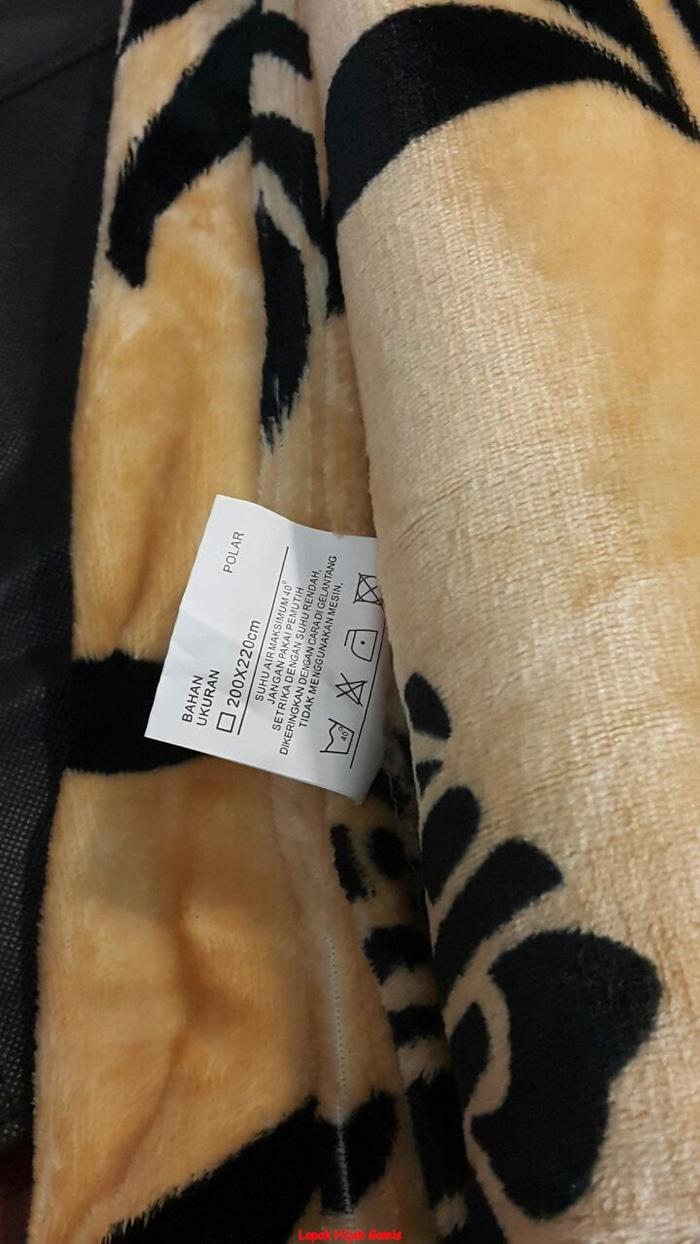 BAHAN POLAR
UKURAN
200X220cm
SUHU AIR MAKSIMUM 40°
JANGAN PAKAI PEMUTIH
SETRIKA DENGAN SUHU RENDAH,
DIKERINGKAN DENGAN CARA DI GELANTANG
TIDAK MENGGUNAKAN MESIN.
40°
Lapak Hijab Gamis